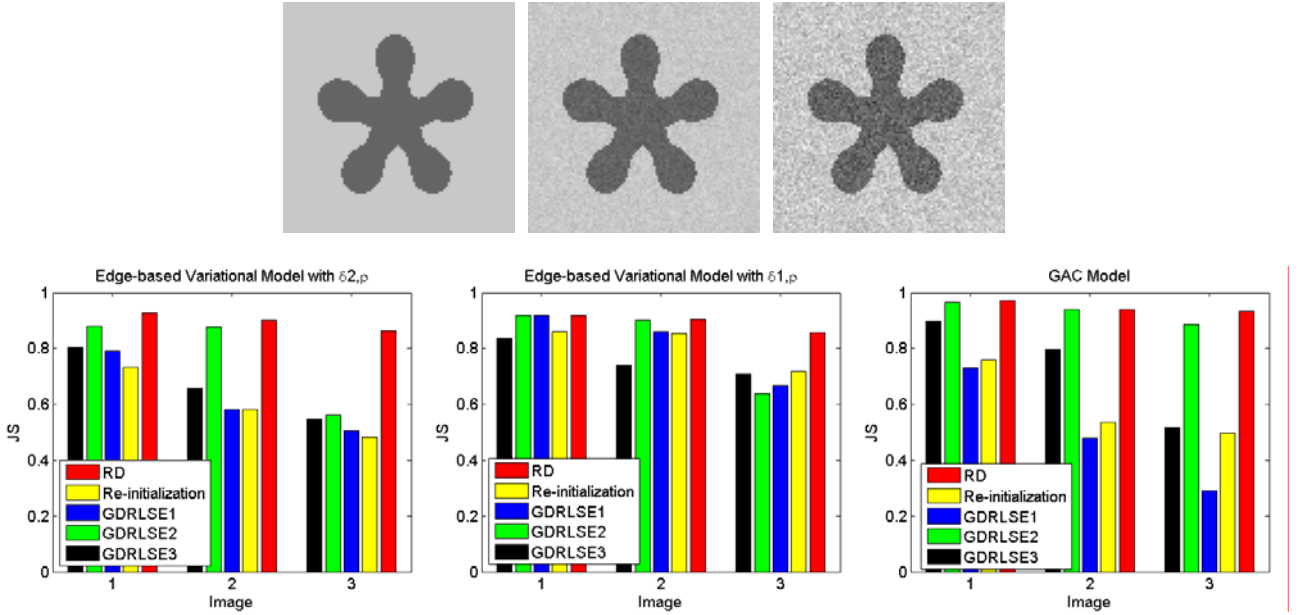 Edge-based Variational Model with δ2,ρ
JS
1
0.8
0.6
0.4
0.2
0
RD
Re-initialization
GDRLSE1
GDRLSE2
GDRLSE3
1 2 3
Image
Edge-based Variational Model with δ1,ρ
JS
1
0.8
0.6
0.4
0.2
0
RD
Re-initialization
GDRLSE1
GDRLSE2
GDRLSE3
1 2 3
Image
GAC Model
JS
1
0.8
0.6
0.4
0.2
0
RD
Re-initialization
GDRLSE1
GDRLSE2
GDRLSE3
1 2 3
Image